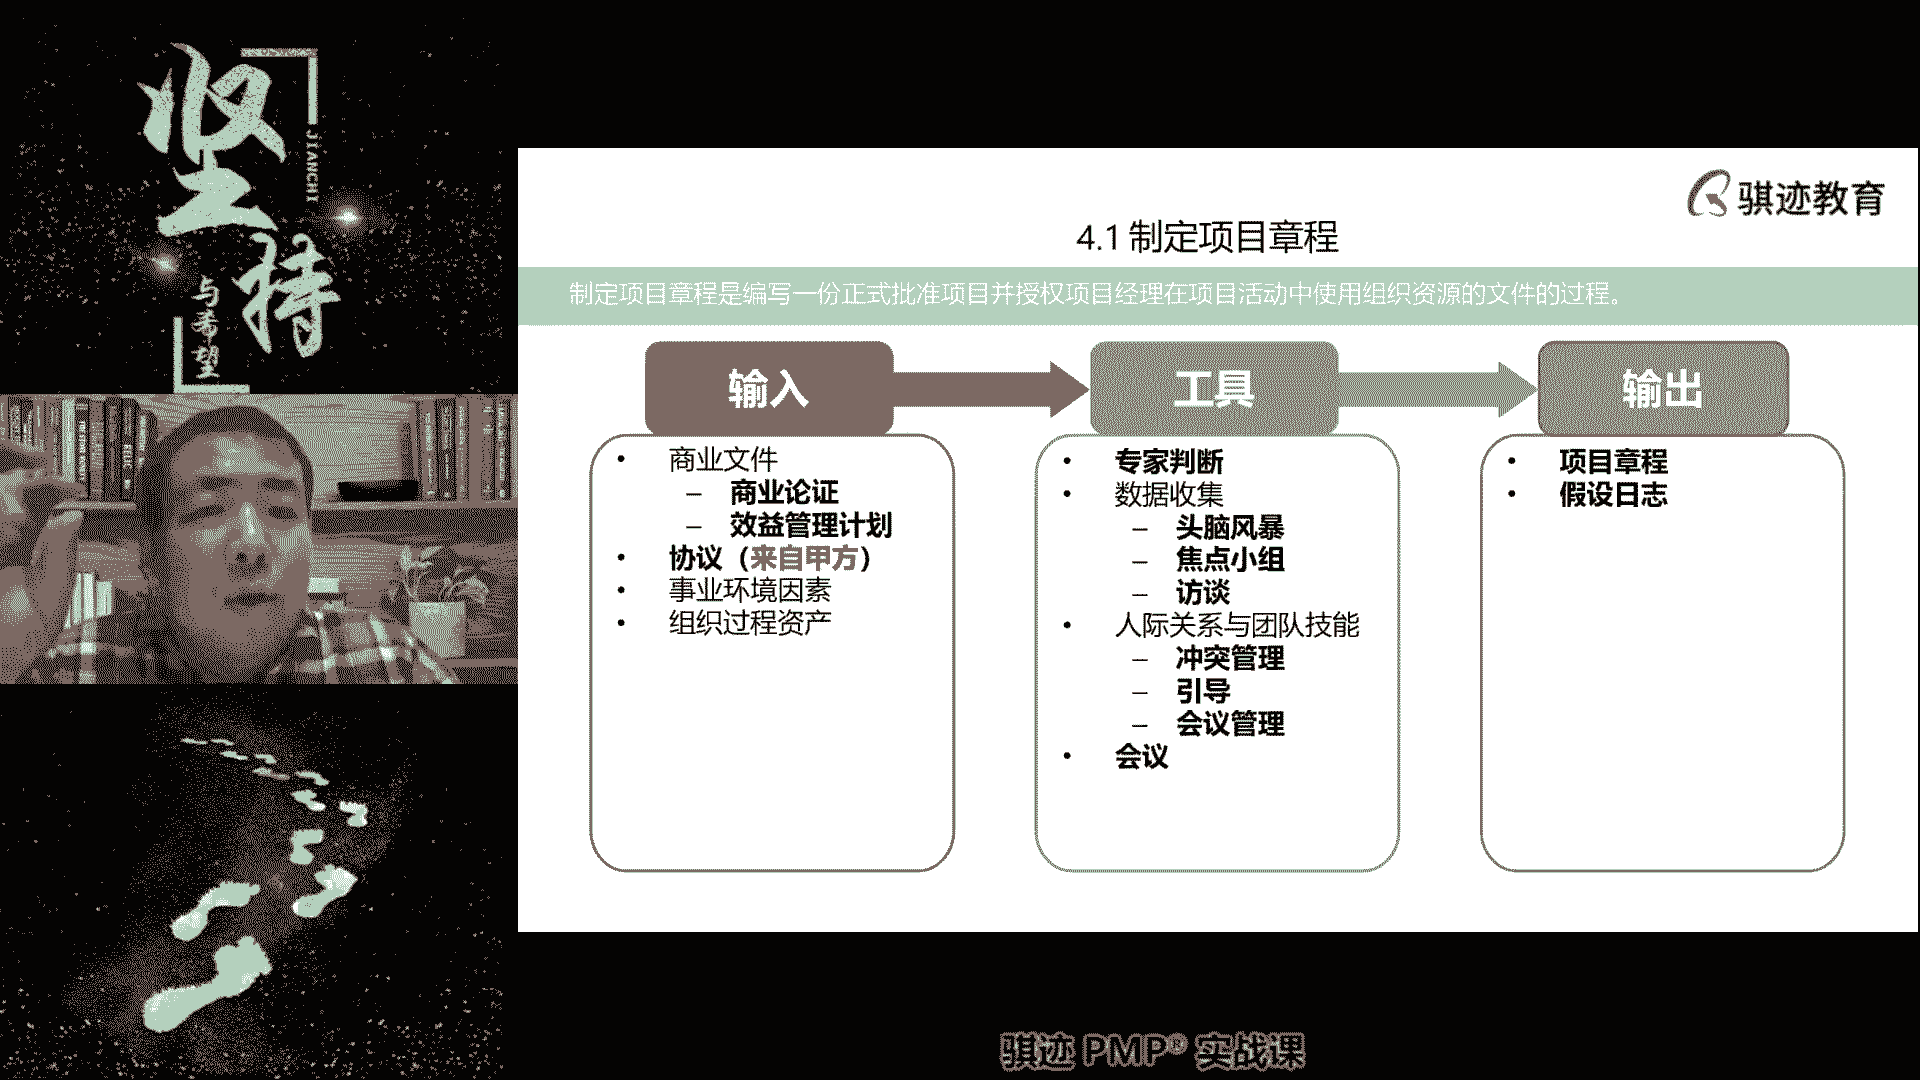 坚持
JIANCHI
与希望
骐迹教育
4.1 制定项目章程
制定项目章程是编写一份正式批准项目并授权项目经理在项目活动中使用组织资源的文件的过程。
输入
• 商业文件
– 商业论证
– 效益管理计划
• 协议（来自甲方）
• 事业环境因素
• 组织过程资产
工具
• 专家判断
• 数据收集
– 头脑风暴
– 焦点小组
– 访谈
• 人际关系与团队技能
– 冲突管理
– 引导
– 会议管理
• 会议
输出
• 项目章程
• 假设日志
骐迹 PMP® 实战课